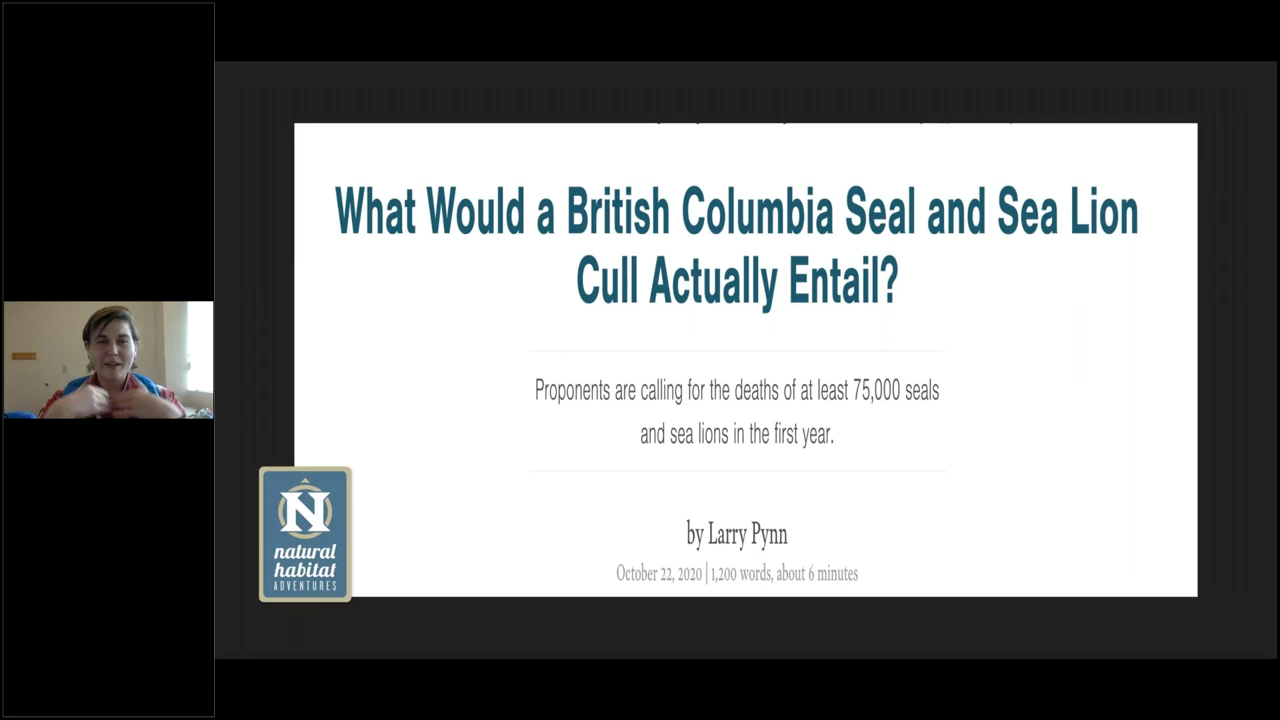 What Would a British Columbia Seal and Sea Lion
Cull Actually Entail?
Proponents are calling for the deaths of at least 75,000 seals
and sea lions in the first year.
by Larry Pynn
October 22, 2020 | 1,200 words, about 6 minutes
N
natural
habitat
ADVENTURES